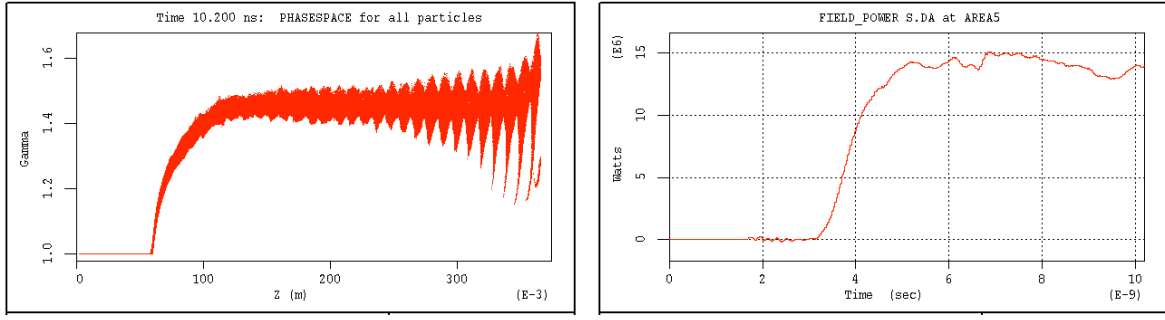 Time 10.200 ns: PHASESPACE for all particles
Gamma
1.6
1.4
1.2
1.0
0
100
200
300
Z (m)
(E-3)
FIELD_POWER S.DA at AREA5
(E6)
Watts
15
10
5
0
0
2
4
6
8
10
Time (sec)
(E-9)